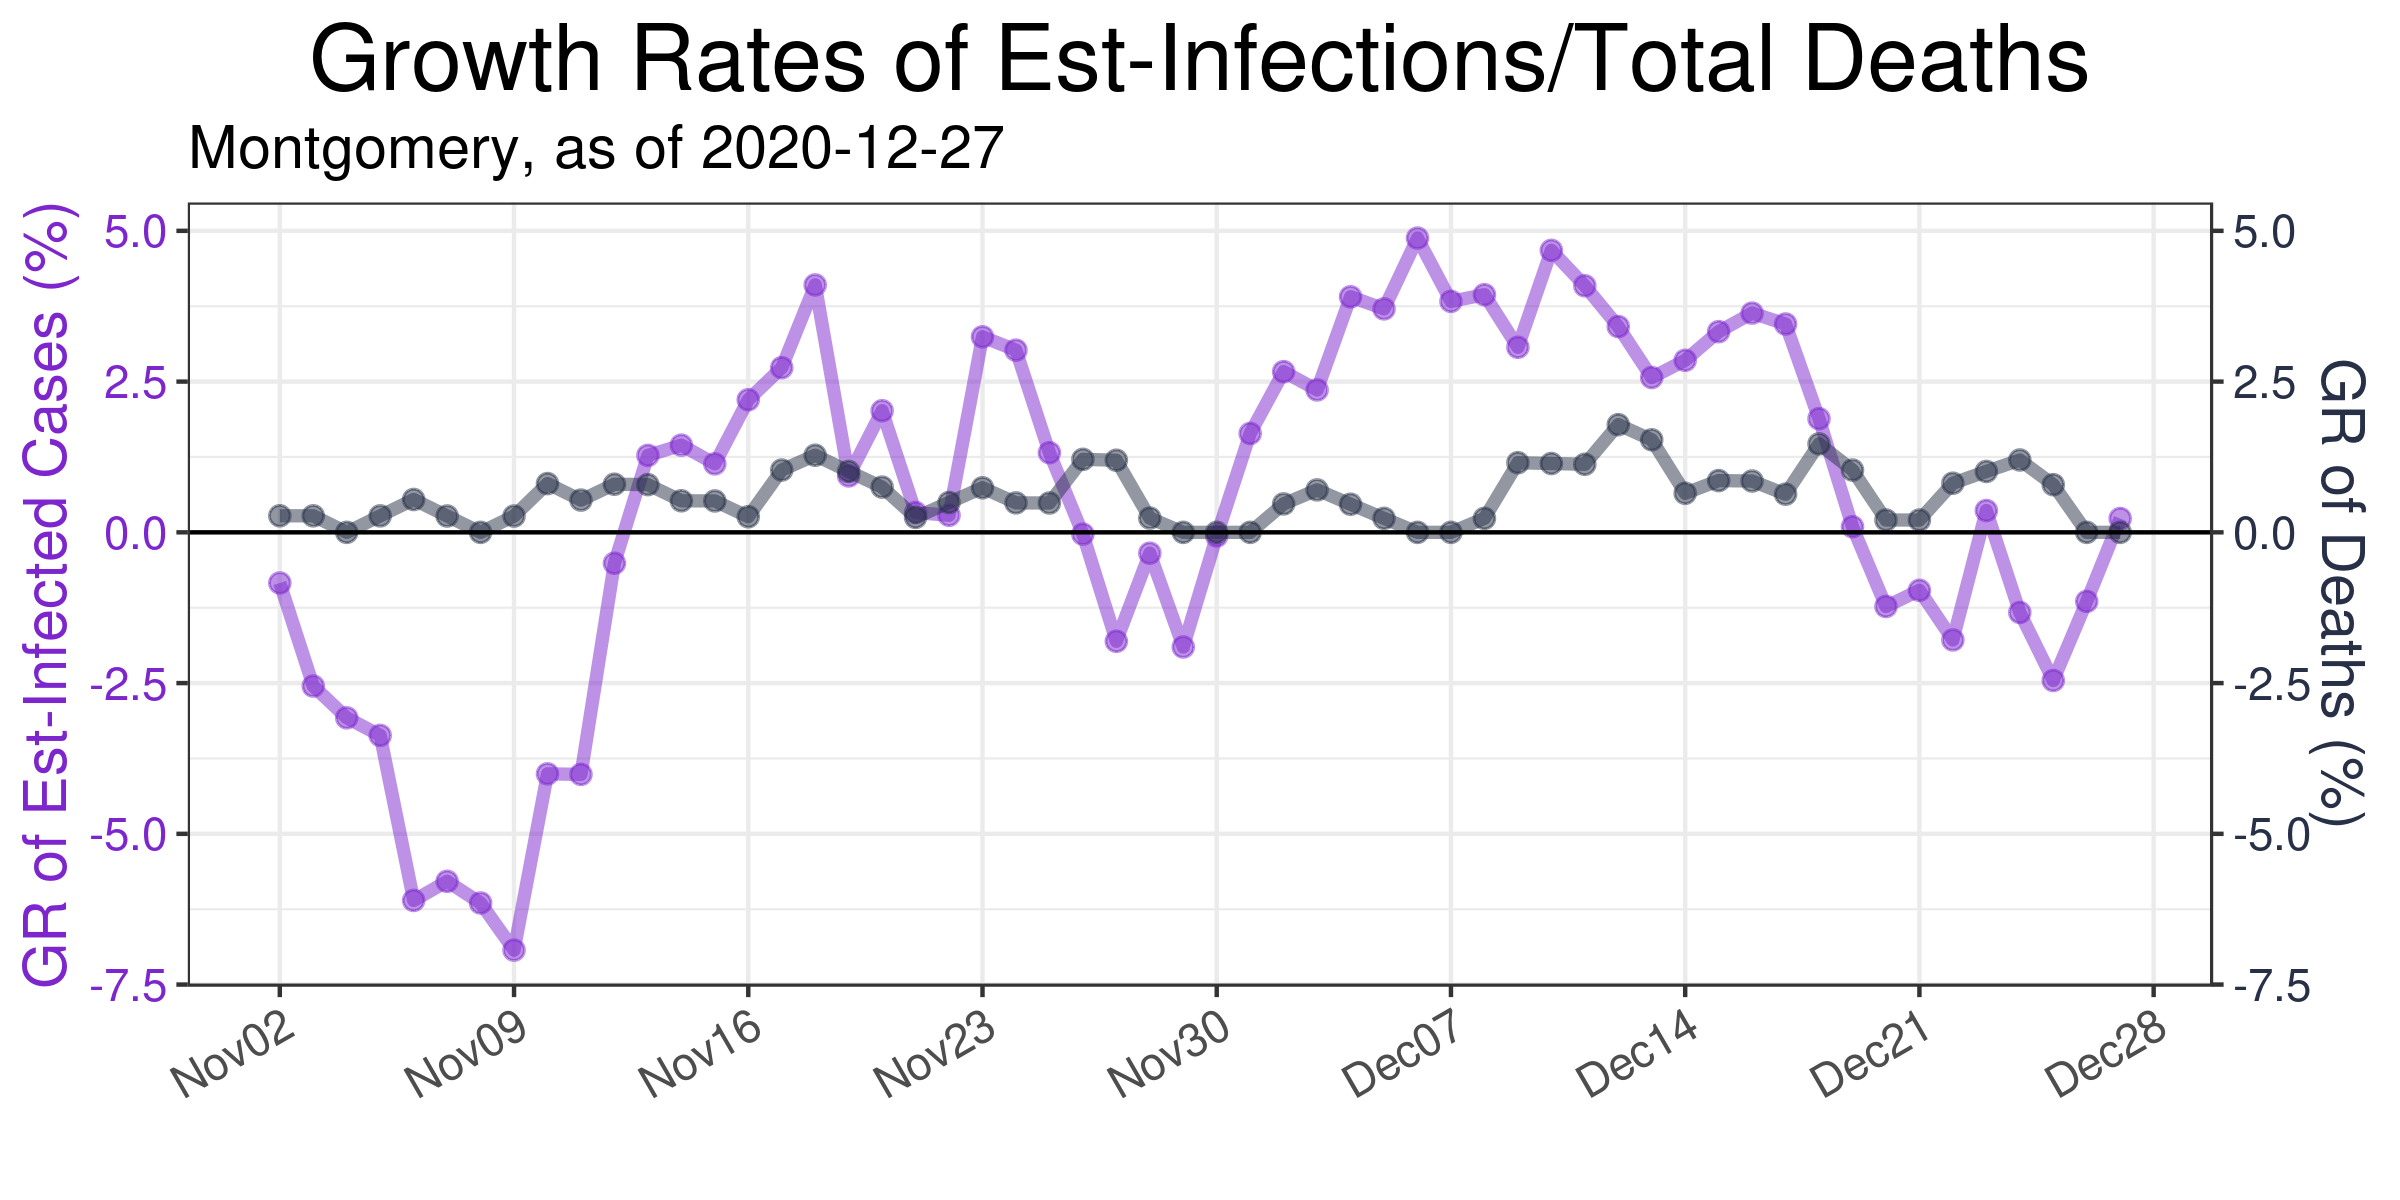 Growth Rates of Est-Infections/Total Deaths
Montgomery, as of 2020-12-27
GR of Est-Infected Cases (%)
5.0
2.5
0.0
-2.5
-5.0
-7.5
5.0
2.5
0.0
-2.5
-5.0
-7.5
GR of Deaths (%)
Nov02
Nov09
Nov16
Nov23
Nov30
Dec07
Dec14
Dec21
Dec28